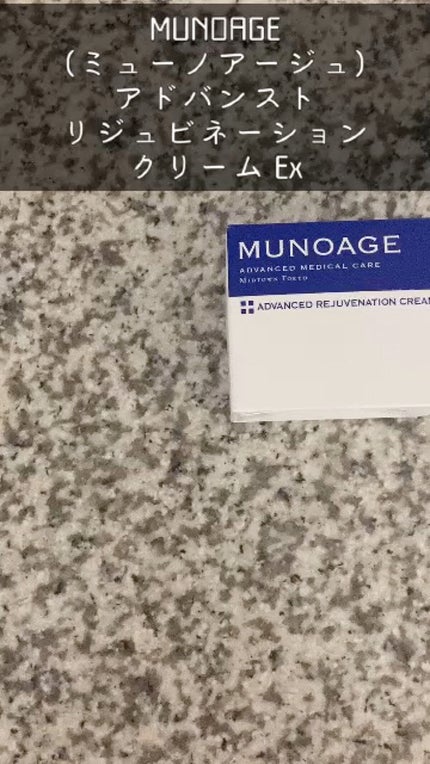 MUNOAGE
(ミューノアージュ)
アドバンスト
リジュビネーション
クリーム Ex
MUNOAGE
ADVANCED MEDICAL CARE
MIDTOWN TOKYO
ADVANCED REJUVENATION CREAM